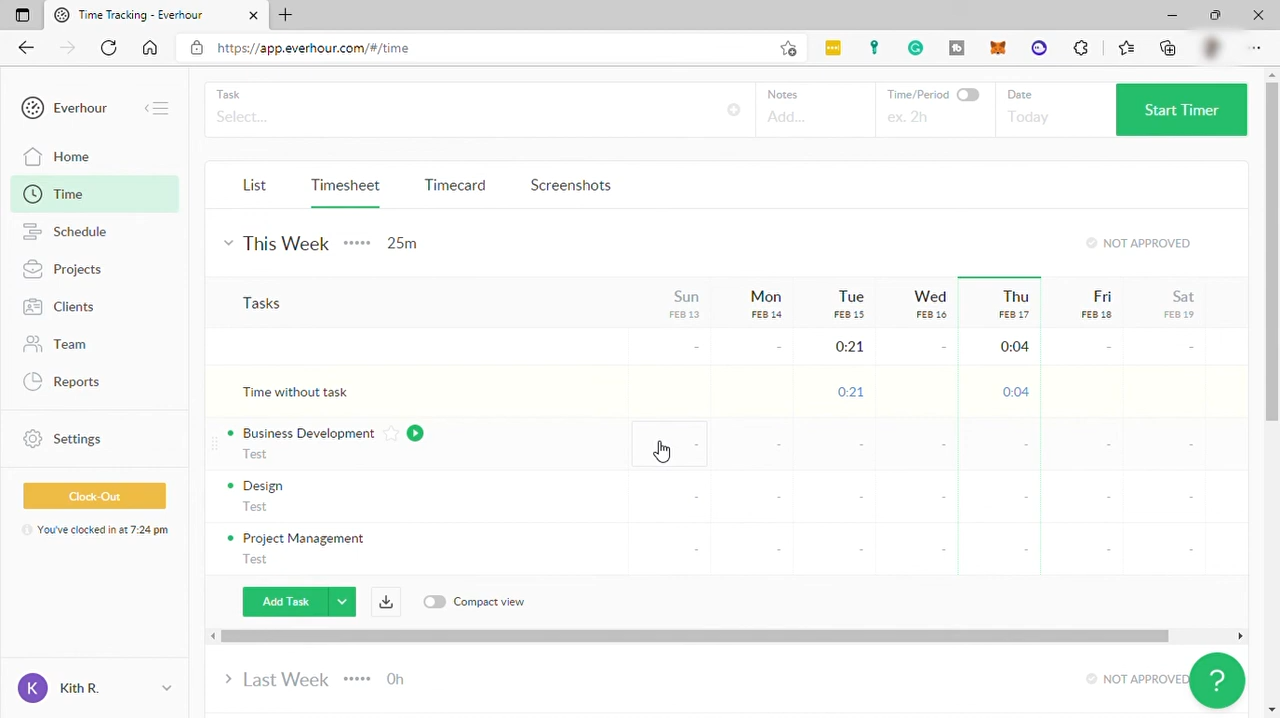 Time Tracking - Everhour
https://app.everhour.com/#/time
Everhour
Home
Time
Schedule
Projects
Clients
Team
Reports
Settings
Clock-Out
You've clocked in at 7:24 pm
K
Kith R.
Task
Select...
Notes
Add...
Time/Period
ex. 2h
Date
Today
Start Timer
List Timesheet Timecard Screenshots
This Week 25m NOT APPROVED
Tasks Sun Mon Tue Wed Thu Fri Sat
FEB 13 FEB 14 FEB 15 FEB 16 FEB 17 FEB 18 FEB 19
- - 0:21 - 0:04 - -
Time without task 0:21 0:04
Business Development - - - - - - -
Test
Design - - - - - - -
Test
Project Management - - - - - - -
Test
Add Task Compact view
Last Week 0h NOT APPROVED
?